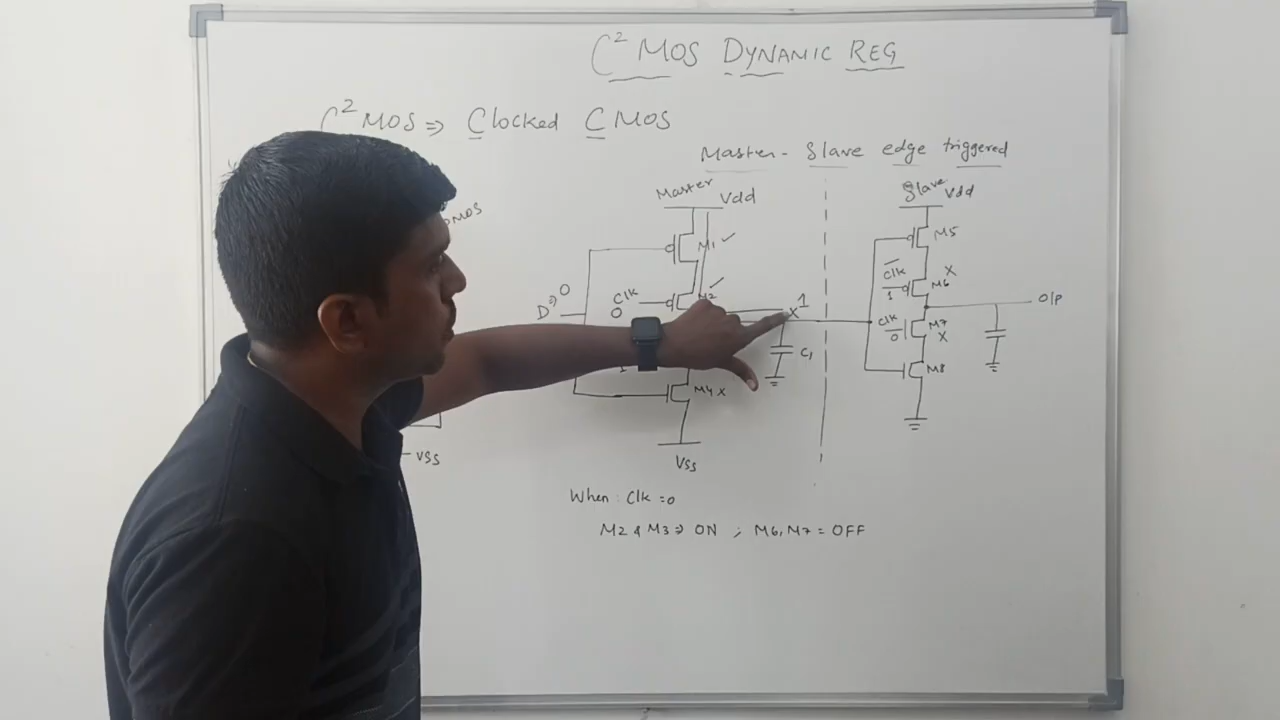 C² MOS DYNAMIC REG
C² MOS ⇒ Clocked CMOS
Master - Slave edge triggered
Master
Vdd
Slave
Vdd
MOS
M1 ✓
M5
Clk
0
M2 ✓
D ⇒ 0
x 1
C1
Clk
1
M6 X
O/P
Clk
0
M7
X
1
M4 X
M8
VSS
VSS
When : Clk = 0
M2 & M3 ⇒ ON ; M6, M7 = OFF